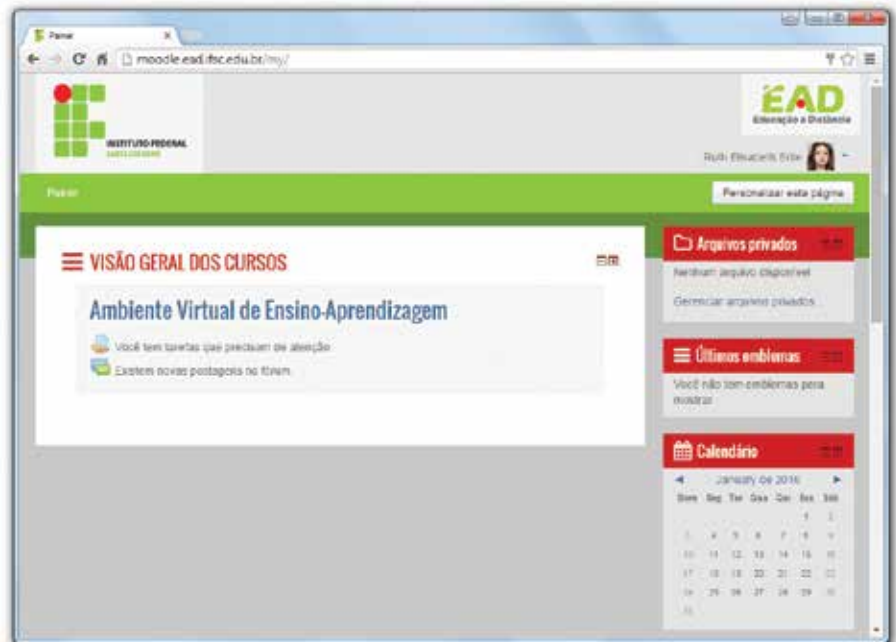 Painel
moodle.ead.ifsc.edu.br/my/
INSTITUTO FEDERAL
SANTA CATARINA
EAD
Educação a Distância
Ruth
Painel
Personalizar esta página
VISÃO GERAL DOS CURSOS
Ambiente Virtual de Ensino-Aprendizagem
Você tem tarefas que precisam de atenção
Existem novas postagens no fórum
Arquivos privados
Nenhum arquivo disponível
Gerenciar arquivos privados...
Últimos emblemas
Você não tem emblemas para
mostrar
Calendário
January de 2016
Dom Seg Ter Qua Qui Sex Sáb
1 2
3 4 5 6 7 8 9
10 11 12 13 14 15 16
17 18 19 20 21 22 23
24 25 26 27 28 29 30
31